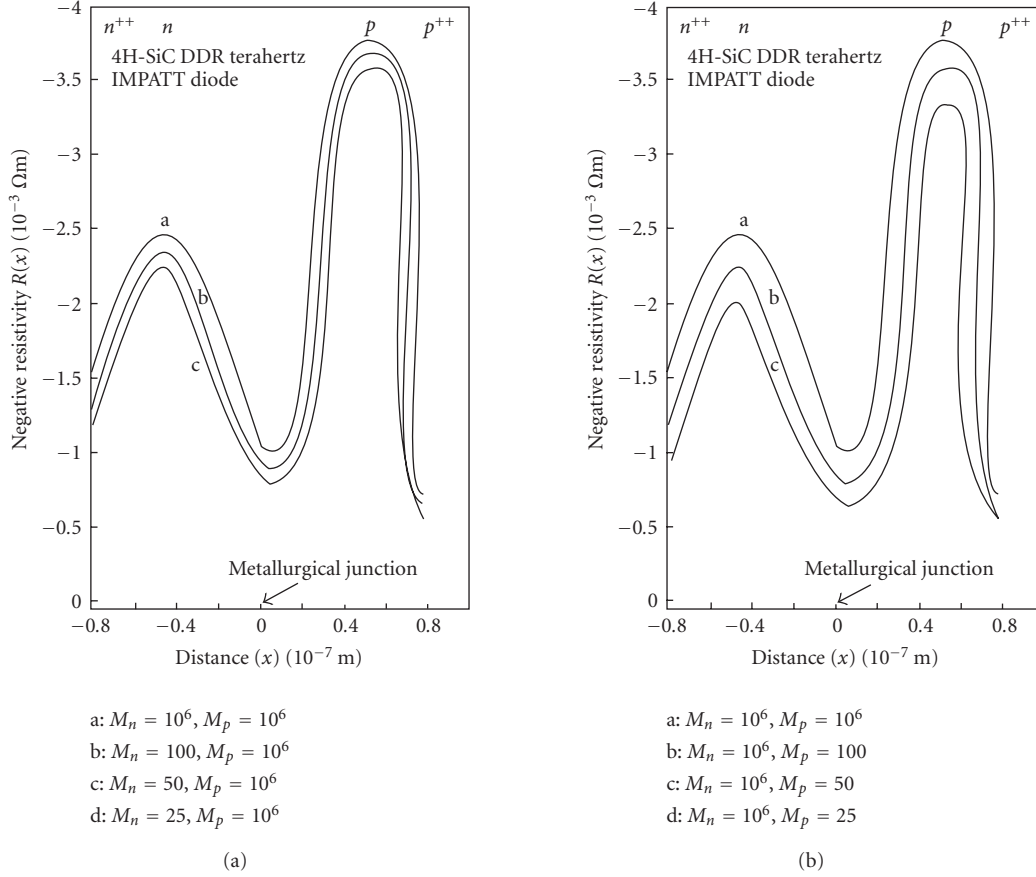 −4
−3.5
−3
−2.5
−2
−1.5
−1
−0.5
0
Negative resistivity R(x) (10⁻³ Ωm)
n⁺⁺ n p p⁺⁺
4H-SiC DDR terahertz
IMPATT diode
a
b
c
Metallurgical junction
−0.8 −0.4 0 0.4 0.8
Distance (x) (10⁻⁷ m)
a: Mₙ = 10⁶, Mₚ = 10⁶
b: Mₙ = 100, Mₚ = 10⁶
c: Mₙ = 50, Mₚ = 10⁶
d: Mₙ = 25, Mₚ = 10⁶
(a)
−4
−3.5
−3
−2.5
−2
−1.5
−1
−0.5
0
Negative resistivity R(x) (10⁻³ Ωm)
n⁺⁺ n p p⁺⁺
4H-SiC DDR terahertz
IMPATT diode
a
b
c
Metallurgical junction
−0.8 −0.4 0 0.4 0.8
Distance (x) (10⁻⁷ m)
a: Mₙ = 10⁶, Mₚ = 10⁶
b: Mₙ = 10⁶, Mₚ = 100
c: Mₙ = 10⁶, Mₚ = 50
d: Mₙ = 10⁶, Mₚ = 25
(b)